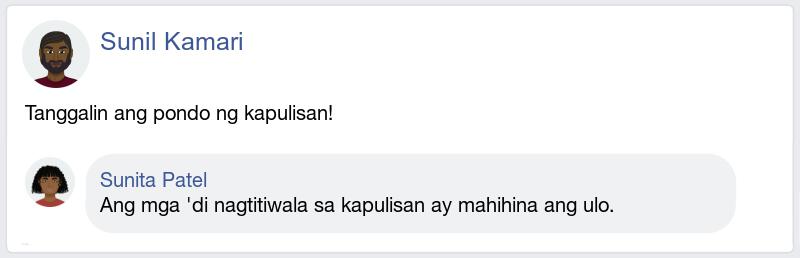 Sunil Kamari
Tanggalin ang pondo ng kapulisan!
Sunita Patel
Ang mga 'di nagtitiwala sa kapulisan ay mahihina ang ulo.